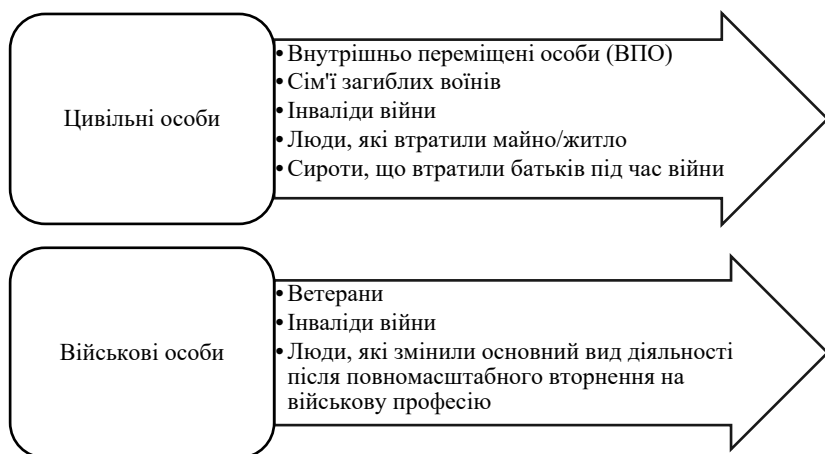 Цивільні особи
• Внутрішньо переміщені особи (ВПО)
• Сім'ї загиблих воїнів
• Інваліди війни
• Люди, які втратили майно/житло
• Сироти, що втратили батьків під час війни
Військові особи
• Ветерани
• Інваліди війни
• Люди, які змінили основний вид діяльності
після повномасштабного вторнення на
військову професію